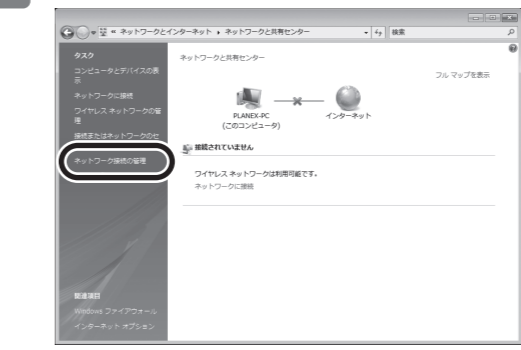 « ネットワークとインターネット ▸ ネットワークと共有センター
検索
タスク
コンピュータとデバイスの表
示
ネットワークに接続
ワイヤレス ネットワークの管
理
接続またはネットワークのセ
ネットワーク接続の管理
関連項目
Windows ファイアウォール
インターネット オプション
ネットワークと共有センター
フル マップを表示
PLANEX-PC
(このコンピュータ)
インターネット
接続されていません
ワイヤレス ネットワークは利用可能です。
ネットワークに接続